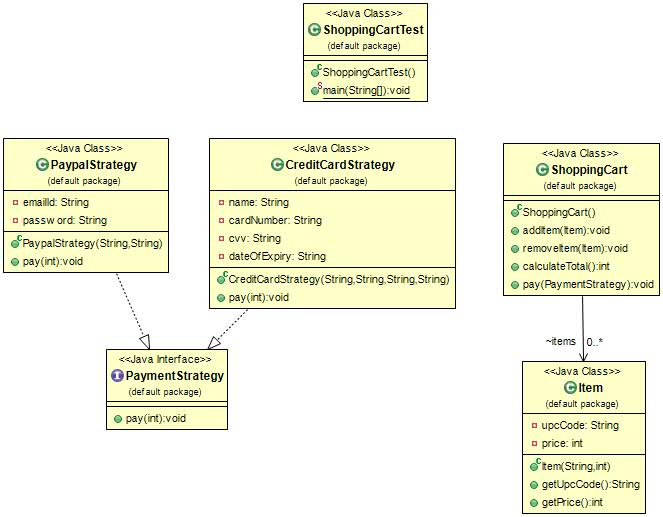 <<Java Class>>
ShoppingCartTest
(default package)
ShoppingCartTest()
main(String[]):void
<<Java Class>>
PaypalStrategy
(default package)
emailId: String
password: String
PaypalStrategy(String,String)
pay(int):void
<<Java Class>>
CreditCardStrategy
(default package)
name: String
cardNumber: String
cvv: String
dateOfExpiry: String
CreditCardStrategy(String,String,String,String)
pay(int):void
<<Java Class>>
ShoppingCart
(default package)
ShoppingCart()
addItem(Item):void
removeItem(Item):void
calculateTotal():int
pay(PaymentStrategy):void
~items 0..*
<<Java Interface>>
PaymentStrategy
(default package)
pay(int):void
<<Java Class>>
Item
(default package)
upcCode: String
price: int
Item(String,int)
getUpcCode():String
getPrice():int